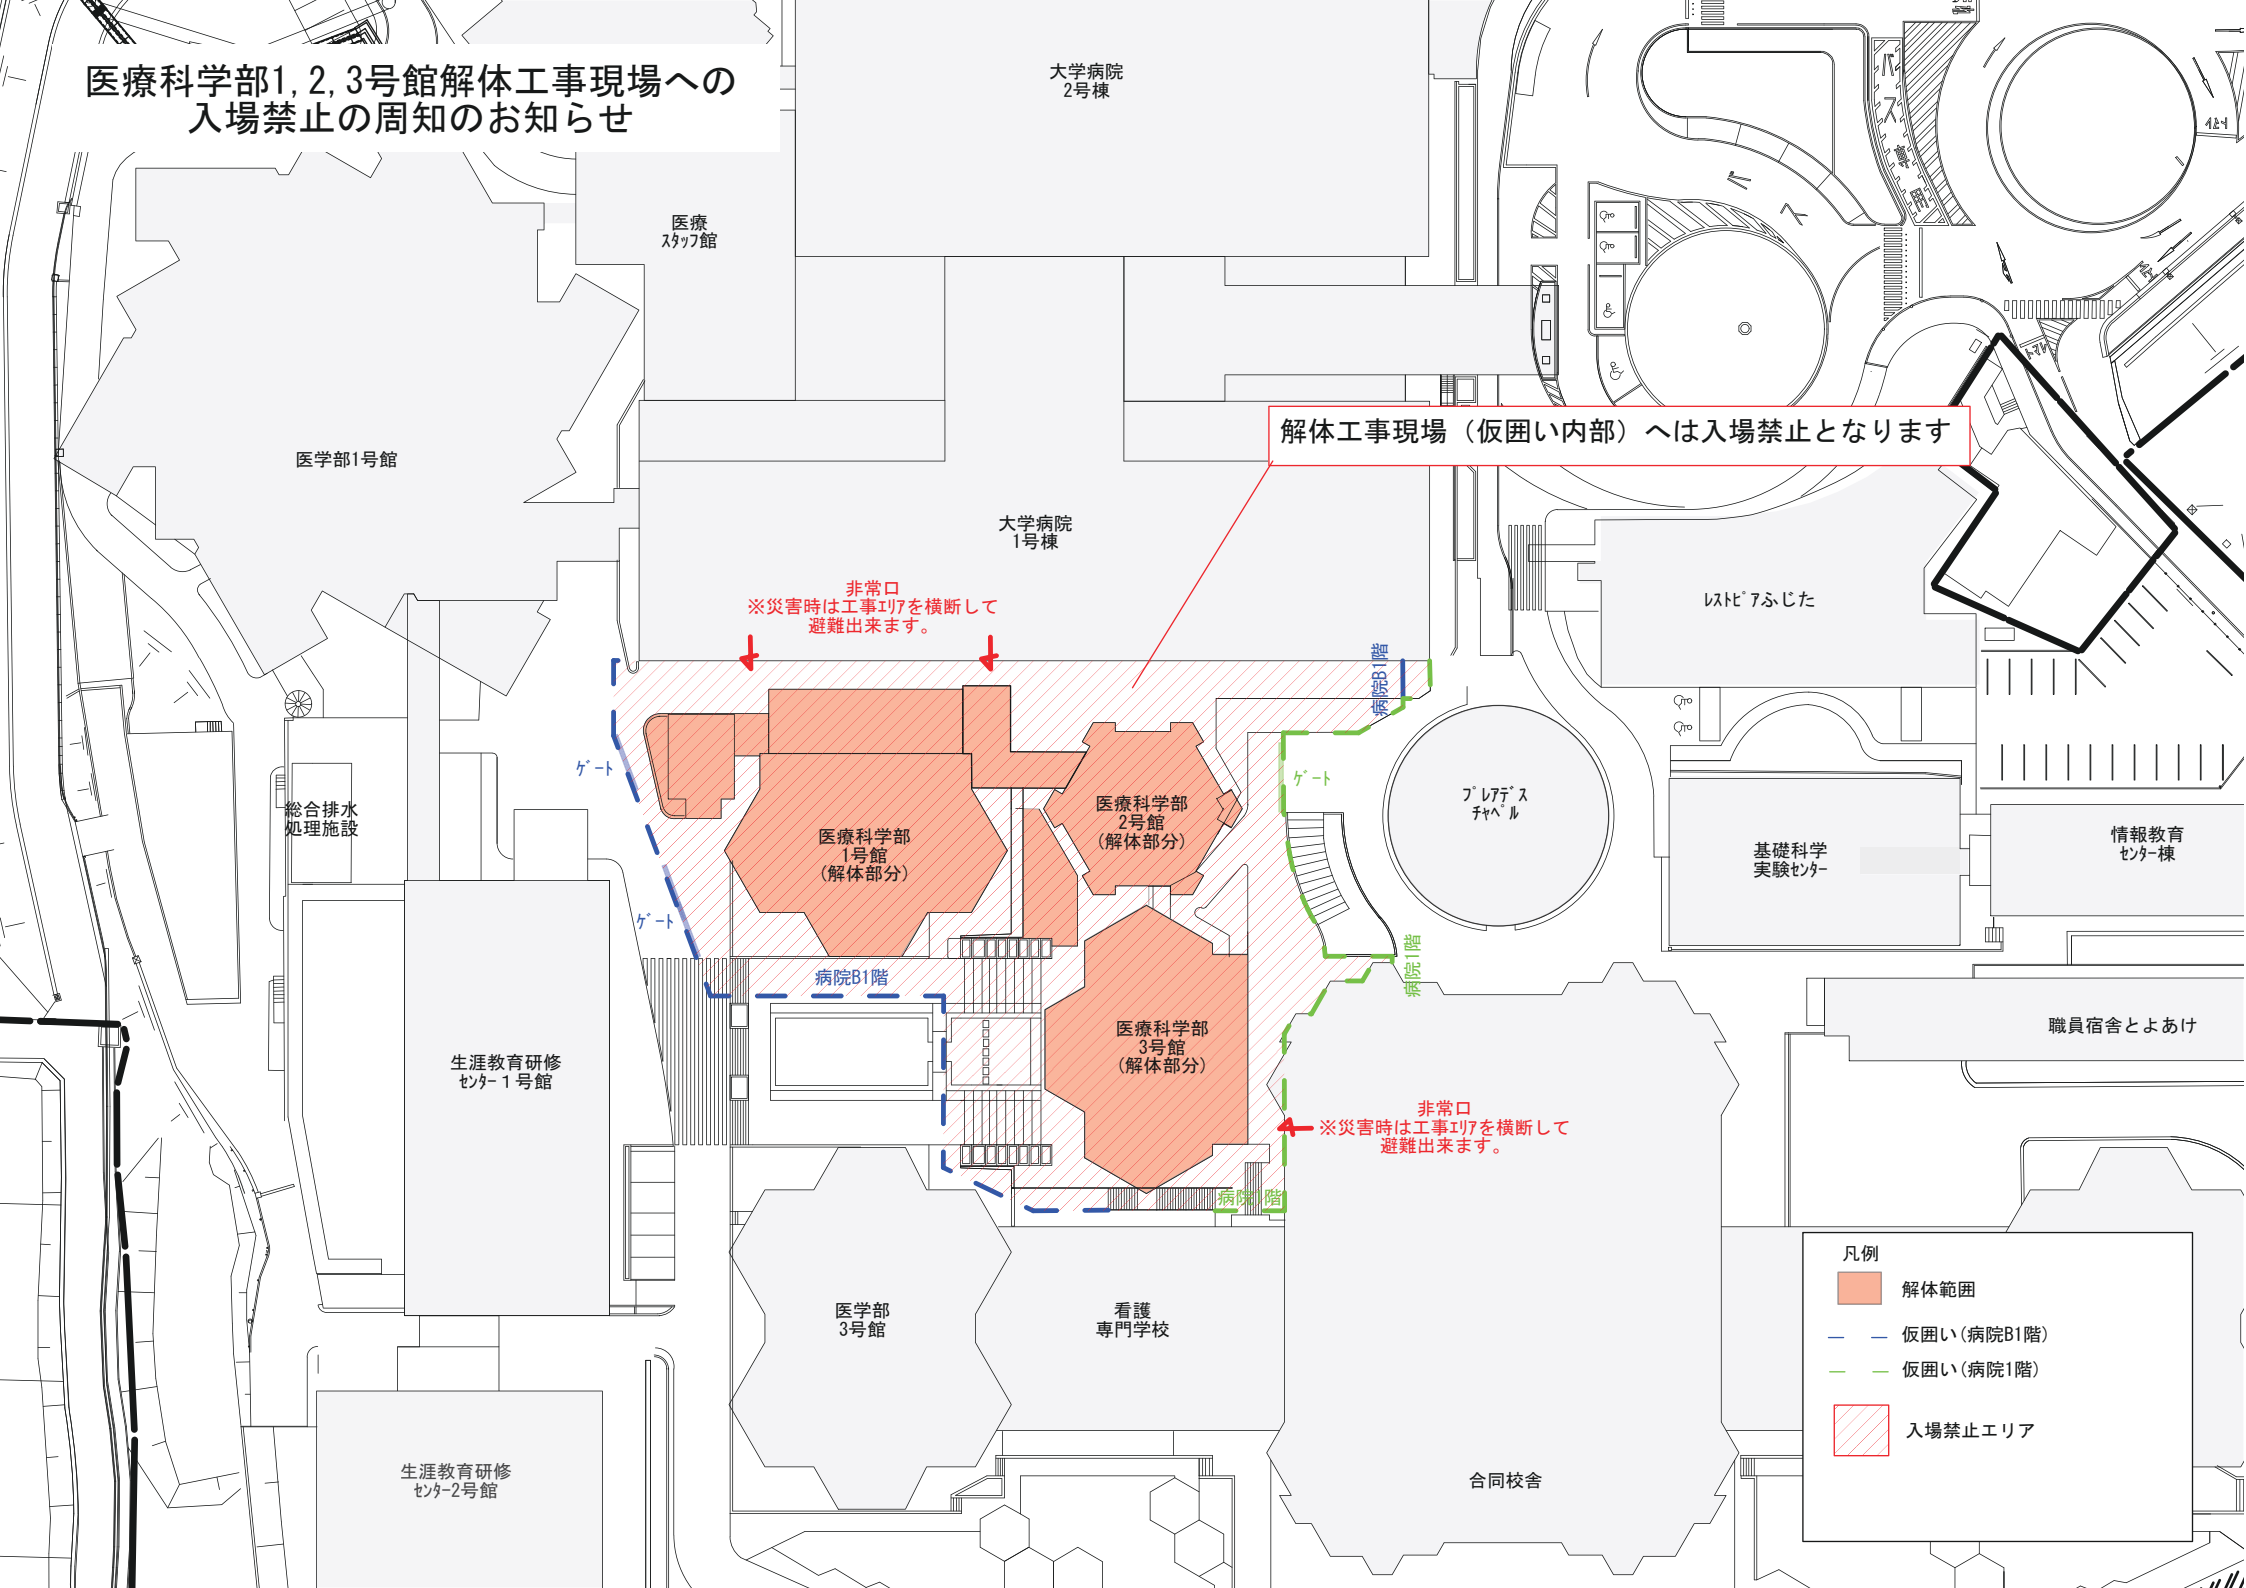 医療科学部1,2,3号館解体工事現場への
入場禁止の周知のお知らせ
大学病院
2号棟
バス専用
バス
医療
スタッフ館
解体工事現場（仮囲い内部）へは入場禁止となります
医学部1号館
大学病院
1号棟
非常口
※災害時は工事エリアを横断して
避難出来ます。
レストピアふじた
病院B1階
ゲート
ゲート
総合排水
処理施設
医療科学部
1号館
(解体部分)
医療科学部
2号館
(解体部分)
プレアデス
チャペル
基礎科学
実験センター
情報教育
センター棟
ゲート
病院B1階
病院1階
医療科学部
3号館
(解体部分)
職員宿舎とよあけ
生涯教育研修
センター１号館
非常口
※災害時は工事エリアを横断して
避難出来ます。
病院1階
医学部
3号館
看護
専門学校
合同校舎
生涯教育研修
センター2号館
凡例
解体範囲
仮囲い(病院B1階)
仮囲い(病院1階)
入場禁止エリア